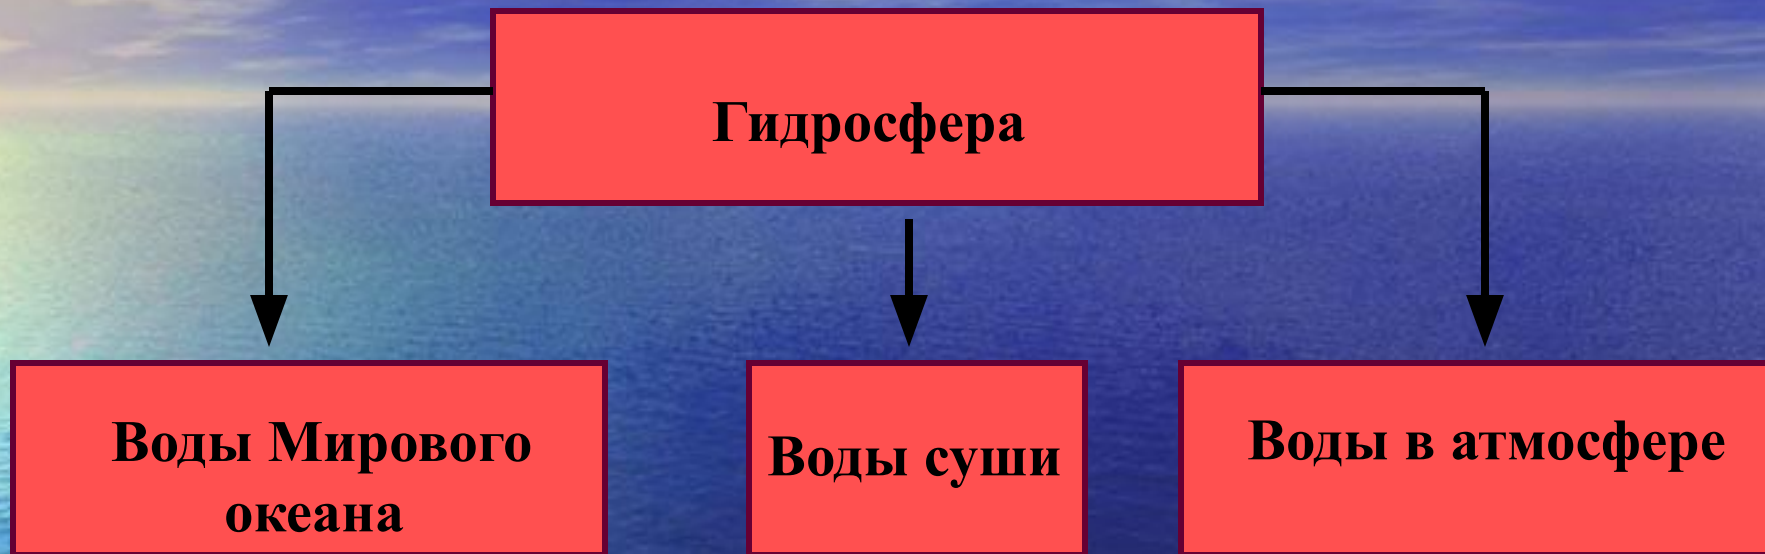 Гидросфера
Воды Мирового
океана
Воды суши
Воды в атмосфере